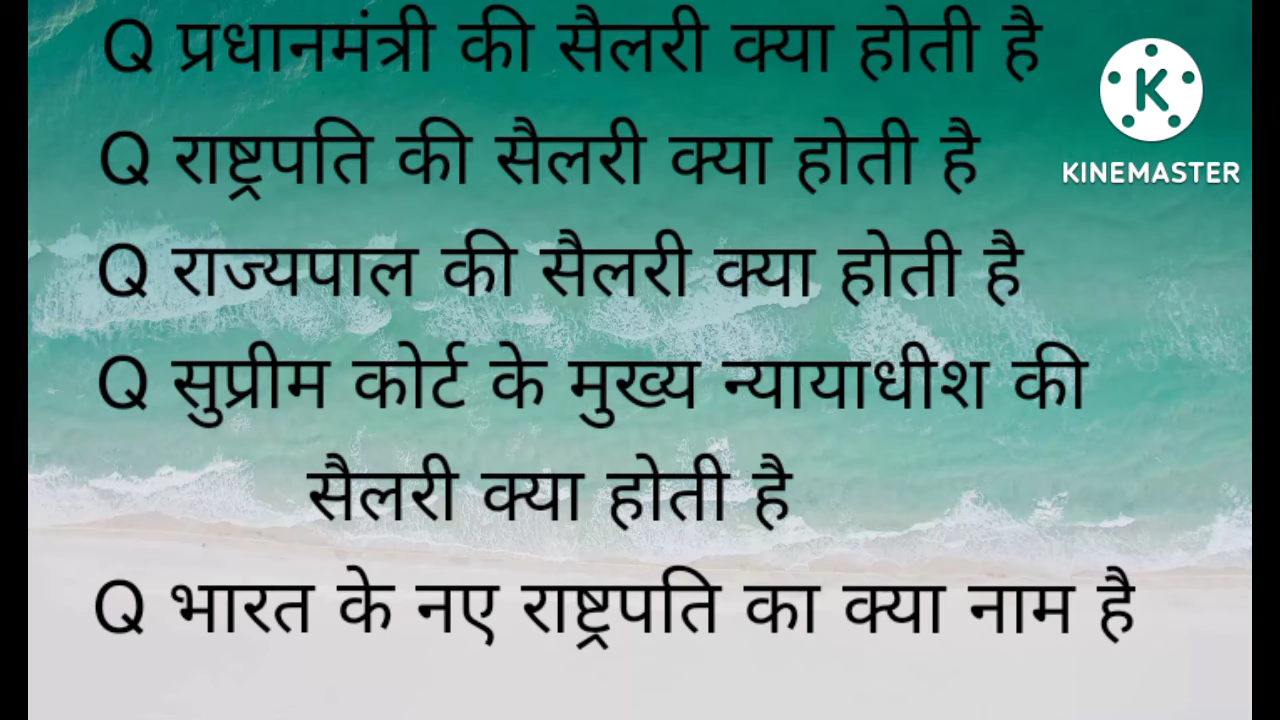 Q प्रधानमंत्री की सैलरी क्या होती है
Q राष्ट्रपति की सैलरी क्या होती है
Q राज्यपाल की सैलरी क्या होती है
Q सुप्रीम कोर्ट के मुख्य न्यायाधीश की
सैलरी क्या होती है
Q भारत के नए राष्ट्रपति का क्या नाम है
K
KINEMASTER